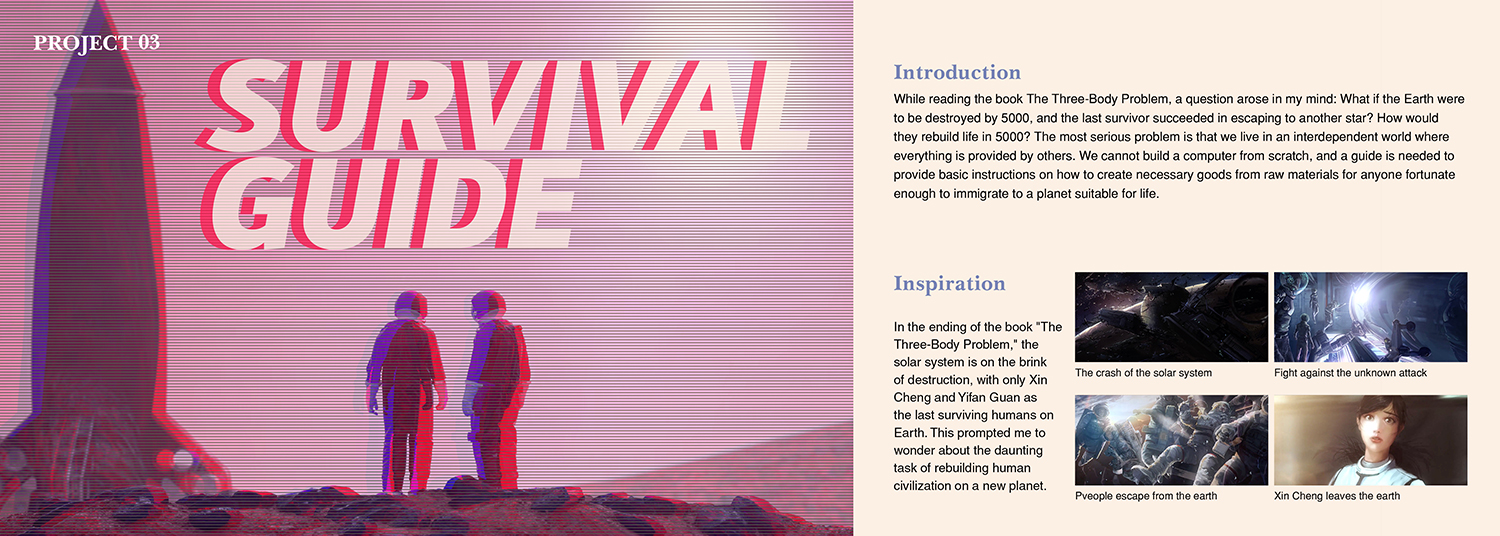 PROJECT 03
SURVIVAL
GUIDE
Introduction
While reading the book The Three-Body Problem, a question arose in my mind: What if the Earth were
to be destroyed by 5000, and the last survivor succeeded in escaping to another star? How would
they rebuild life in 5000? The most serious problem is that we live in an interdependent world where
everything is provided by others. We cannot build a computer from scratch, and a guide is needed to
provide basic instructions on how to create necessary goods from raw materials for anyone fortunate
enough to immigrate to a planet suitable for life.
Inspiration
In the ending of the book "The
Three-Body Problem," the
solar system is on the brink
of destruction, with only Xin
Cheng and Yifan Guan as
the last surviving humans on
Earth. This prompted me to
wonder about the daunting
task of rebuilding human
civilization on a new planet.
The crash of the solar system
Fight against the unknown attack
Pveople escape from the earth
Xin Cheng leaves the earth